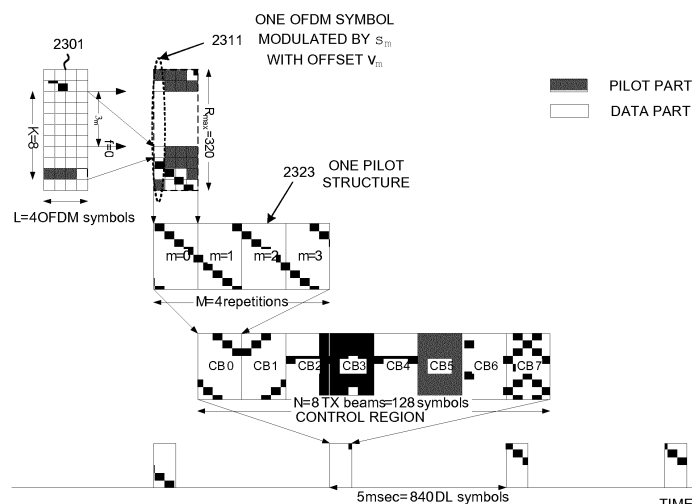 ONE OFDM SYMBOL
MODULATED BY sm
WITH OFFSET vm
2311
2301
PILOT PART
DATA PART
K=8
f=0
Rmax=320
L=4OFDM symbols
2323
ONE PILOT
STRUCTURE
m=0 m=1 m=2 m=3
M=4repetitions
CB0 CB1 CB2 CB3 CB4 CB5 CB6 CB7
N=8 TX beams=128 symbols
CONTROL REGION
5msec=840DL symbols
TIME